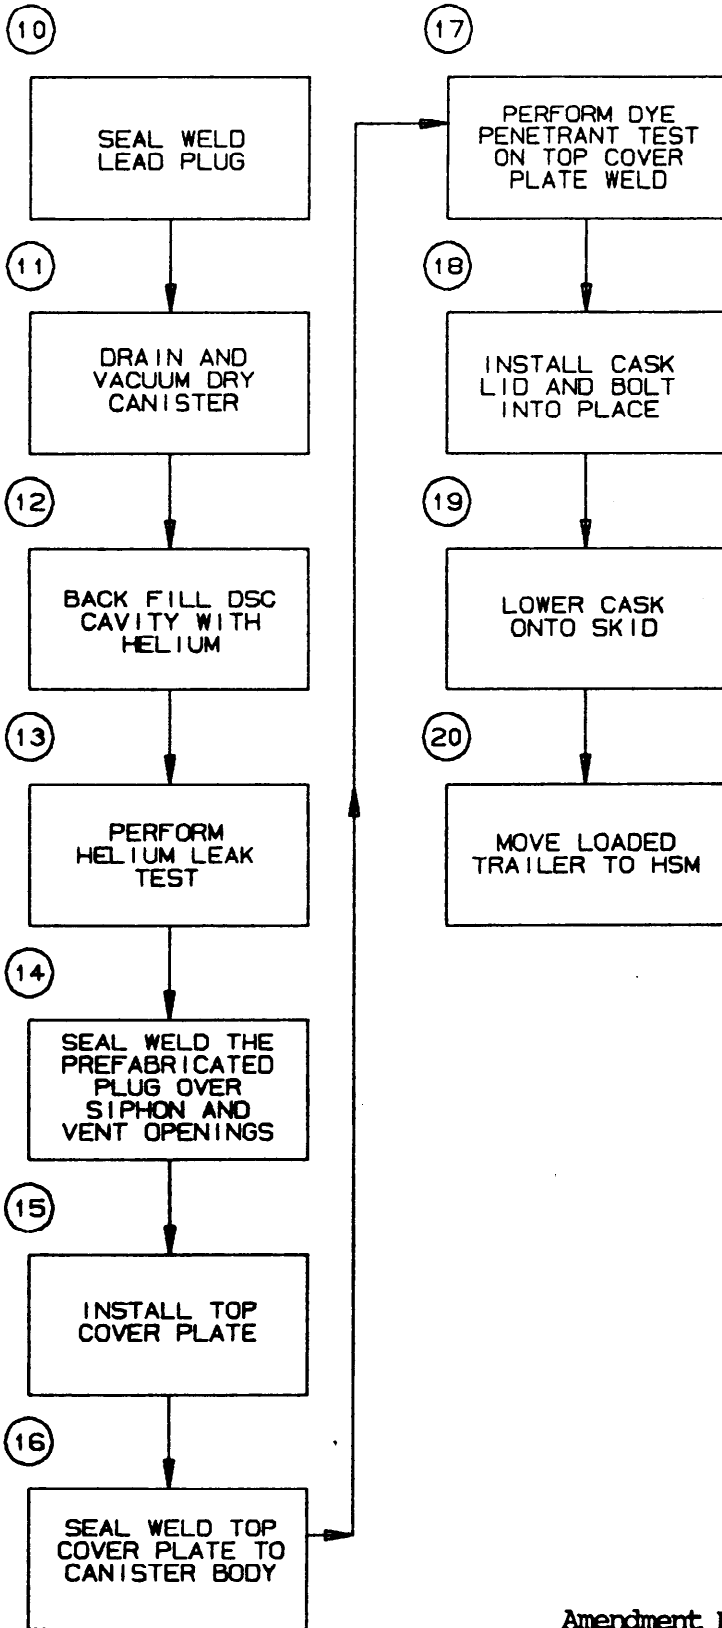 10
SEAL WELD
LEAD PLUG
11
DRAIN AND
VACUUM DRY
CANISTER
12
BACK FILL DSC
CAVITY WITH
HELIUM
13
PERFORM
HELIUM LEAK
TEST
14
SEAL WELD THE
PREFABRICATED
PLUG OVER
SIPHON AND
VENT OPENINGS
15
INSTALL TOP
COVER PLATE
16
SEAL WELD TOP
COVER PLATE TO
CANISTER BODY
17
PERFORM DYE
PENETRANT TEST
ON TOP COVER
PLATE WELD
18
INSTALL CASK
LID AND BOLT
INTO PLACE
19
LOWER CASK
ONTO SKID
20
MOVE LOADED
TRAILER TO HSM
Amendment